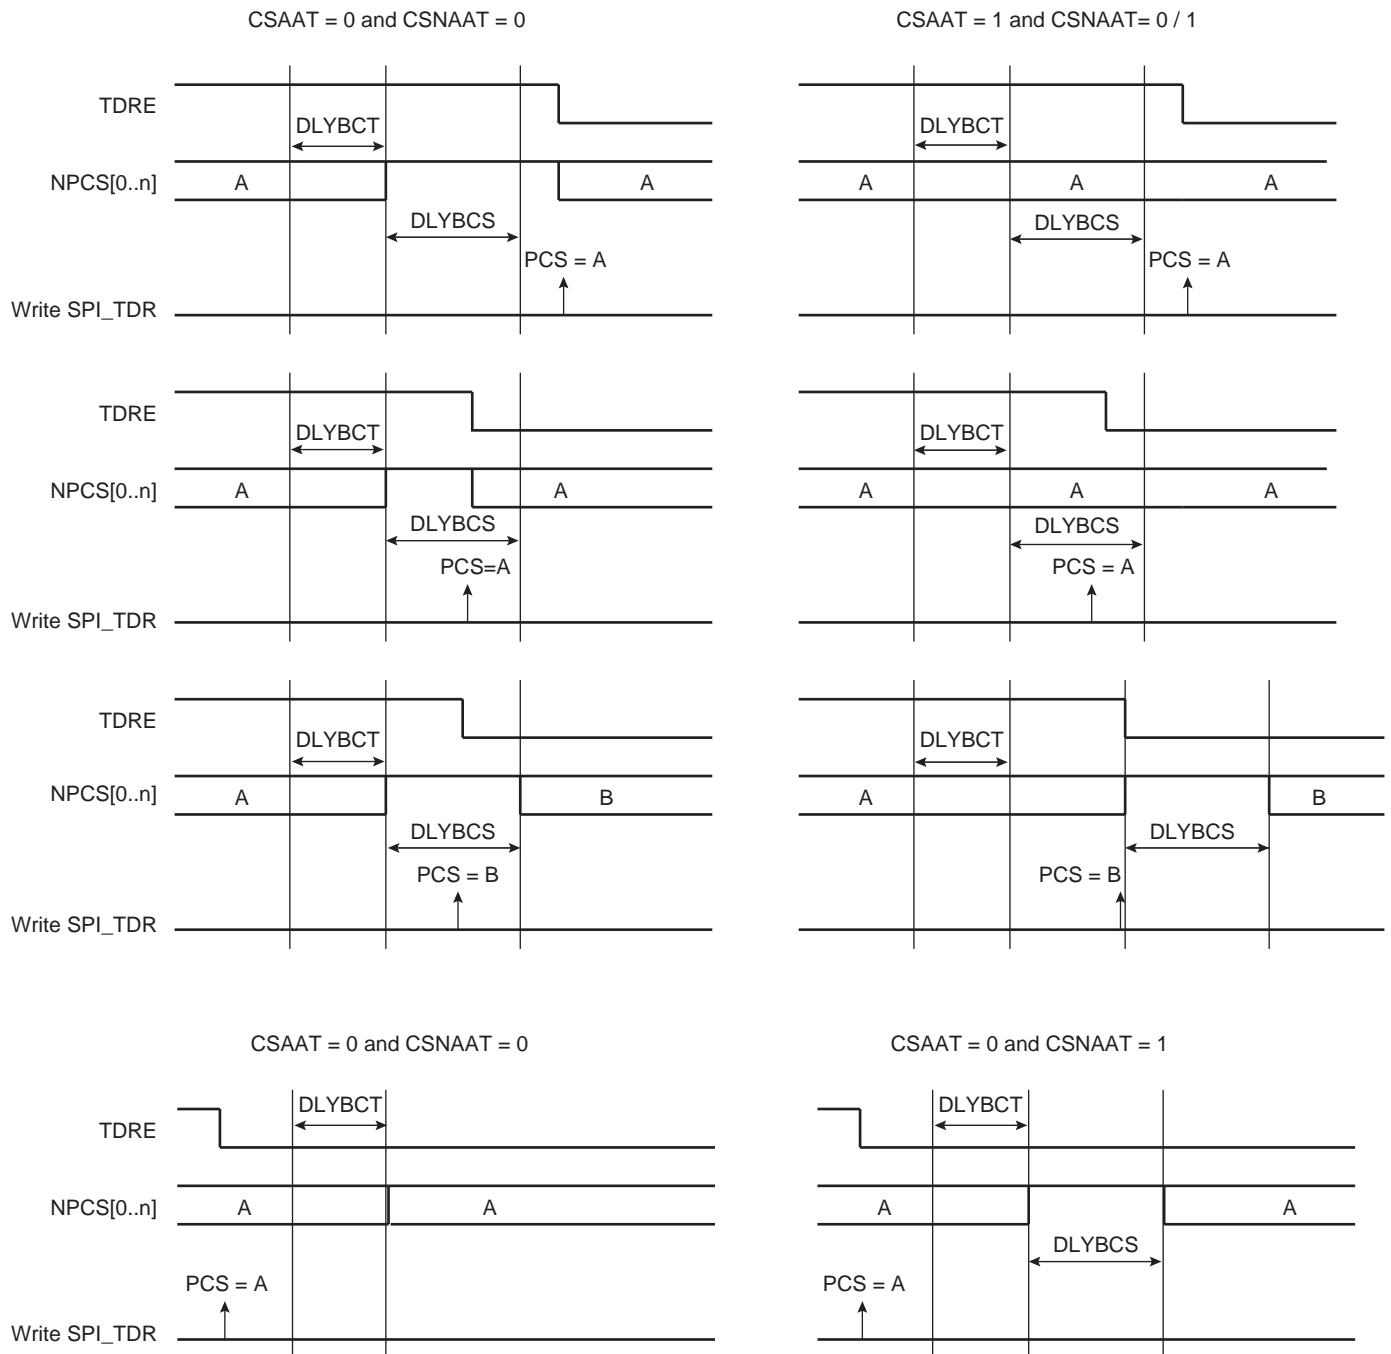 CSAAT = 0 and CSNAAT = 0
CSAAT = 1 and CSNAAT= 0 / 1
TDRE
DLYBCT
DLYBCT
NPCS[0..n]
A
A
A
A
A
DLYBCS
DLYBCS
PCS = A
PCS = A
Write SPI_TDR
TDRE
DLYBCT
DLYBCT
NPCS[0..n]
A
A
A
A
A
DLYBCS
DLYBCS
PCS=A
PCS = A
Write SPI_TDR
TDRE
DLYBCT
DLYBCT
NPCS[0..n]
A
B
A
B
DLYBCS
DLYBCS
PCS = B
PCS = B
Write SPI_TDR
CSAAT = 0 and CSNAAT = 0
CSAAT = 0 and CSNAAT = 1
DLYBCT
DLYBCT
TDRE
NPCS[0..n]
A
A
A
A
DLYBCS
PCS = A
PCS = A
Write SPI_TDR